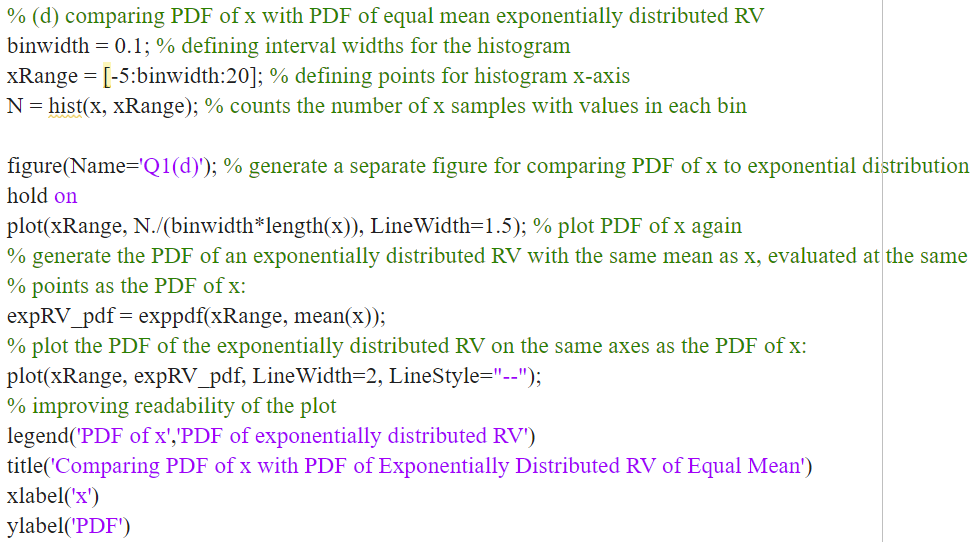 % (d) comparing PDF of x with PDF of equal mean exponentially distributed RV
binwidth = 0.1; % defining interval widths for the histogram
xRange = [-5:binwidth:20]; % defining points for histogram x-axis
N = hist(x, xRange); % counts the number of x samples with values in each bin
figure(Name='Q1(d)'); % generate a separate figure for comparing PDF of x to exponential distribution
hold on
plot(xRange, N./(binwidth*length(x)), LineWidth=1.5); % plot PDF of x again
% generate the PDF of an exponentially distributed RV with the same mean as x, evaluated at the same
% points as the PDF of x:
expRV_pdf = exppdf(xRange, mean(x));
% plot the PDF of the exponentially distributed RV on the same axes as the PDF of x:
plot(xRange, expRV_pdf, LineWidth=2, LineStyle="--");
% improving readability of the plot
legend('PDF of x','PDF of exponentially distributed RV')
title('Comparing PDF of x with PDF of Exponentially Distributed RV of Equal Mean')
xlabel('x')
ylabel('PDF')